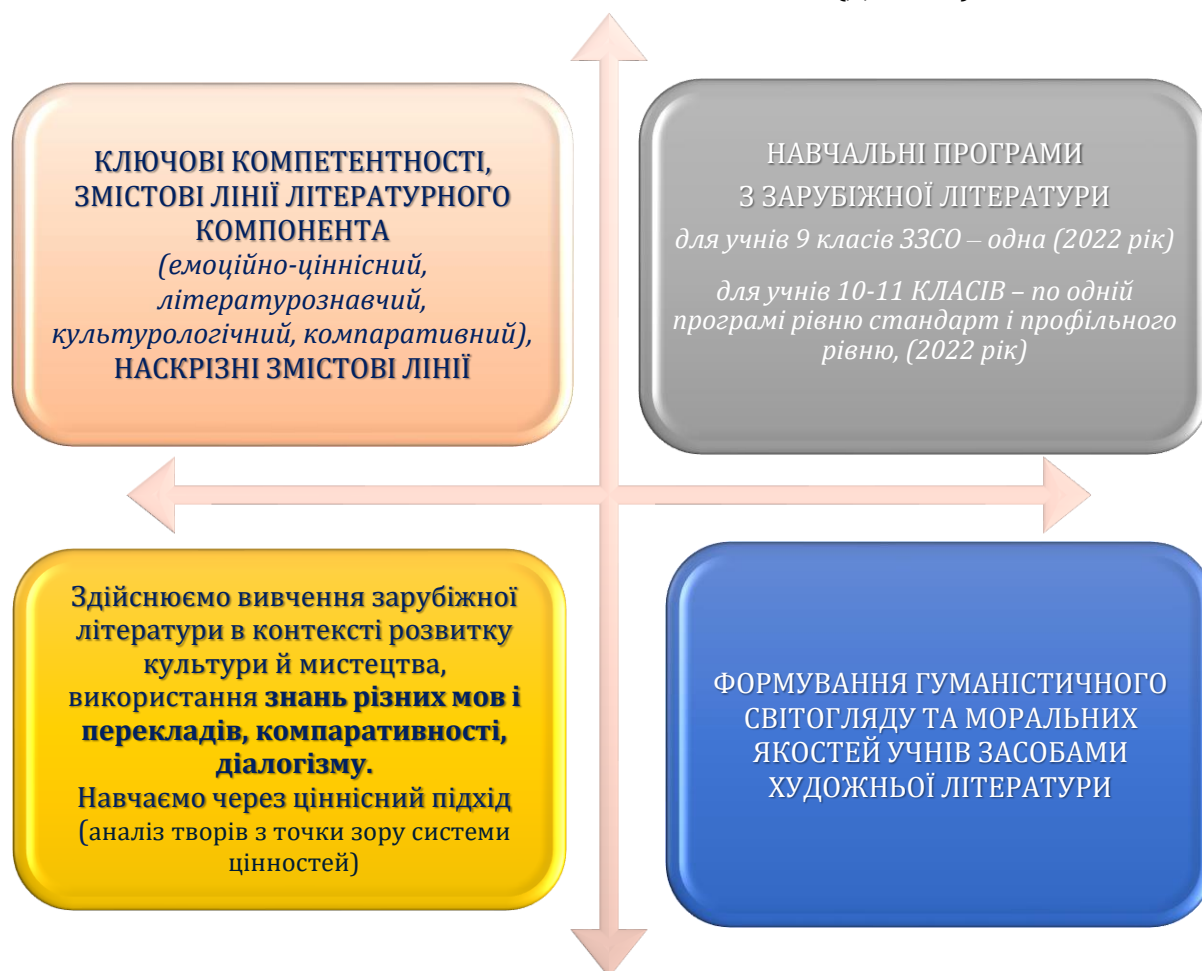 КЛЮЧОВІ КОМПЕТЕНТНОСТІ,
ЗМІСТОВІ ЛІНІЇ ЛІТЕРАТУРНОГО
КОМПОНЕНТА
(емоційно-ціннісний,
літературознавчий,
культурологічний, компаративний),
НАСКРІЗНІ ЗМІСТОВІ ЛІНІЇ
НАВЧАЛЬНІ ПРОГРАМИ
З ЗАРУБІЖНОЇ ЛІТЕРАТУРИ
для учнів 9 класів ЗЗСО – одна (2022 рік)
для учнів 10-11 КЛАСІВ – по одній
програмі рівню стандарт і профільного
рівню, (2022 рік)
Здійснюємо вивчення зарубіжної
літератури в контексті розвитку
культури й мистецтва,
використання знань різних мов і
перекладів, компаративності,
діалогізму.
Навчаємо через ціннісний підхід
(аналіз творів з точки зору системи
цінностей)
ФОРМУВАННЯ ГУМАНІСТИЧНОГО
СВІТОГЛЯДУ ТА МОРАЛЬНИХ
ЯКОСТЕЙ УЧНІВ ЗАСОБАМИ
ХУДОЖНЬОЇ ЛІТЕРАТУРИ